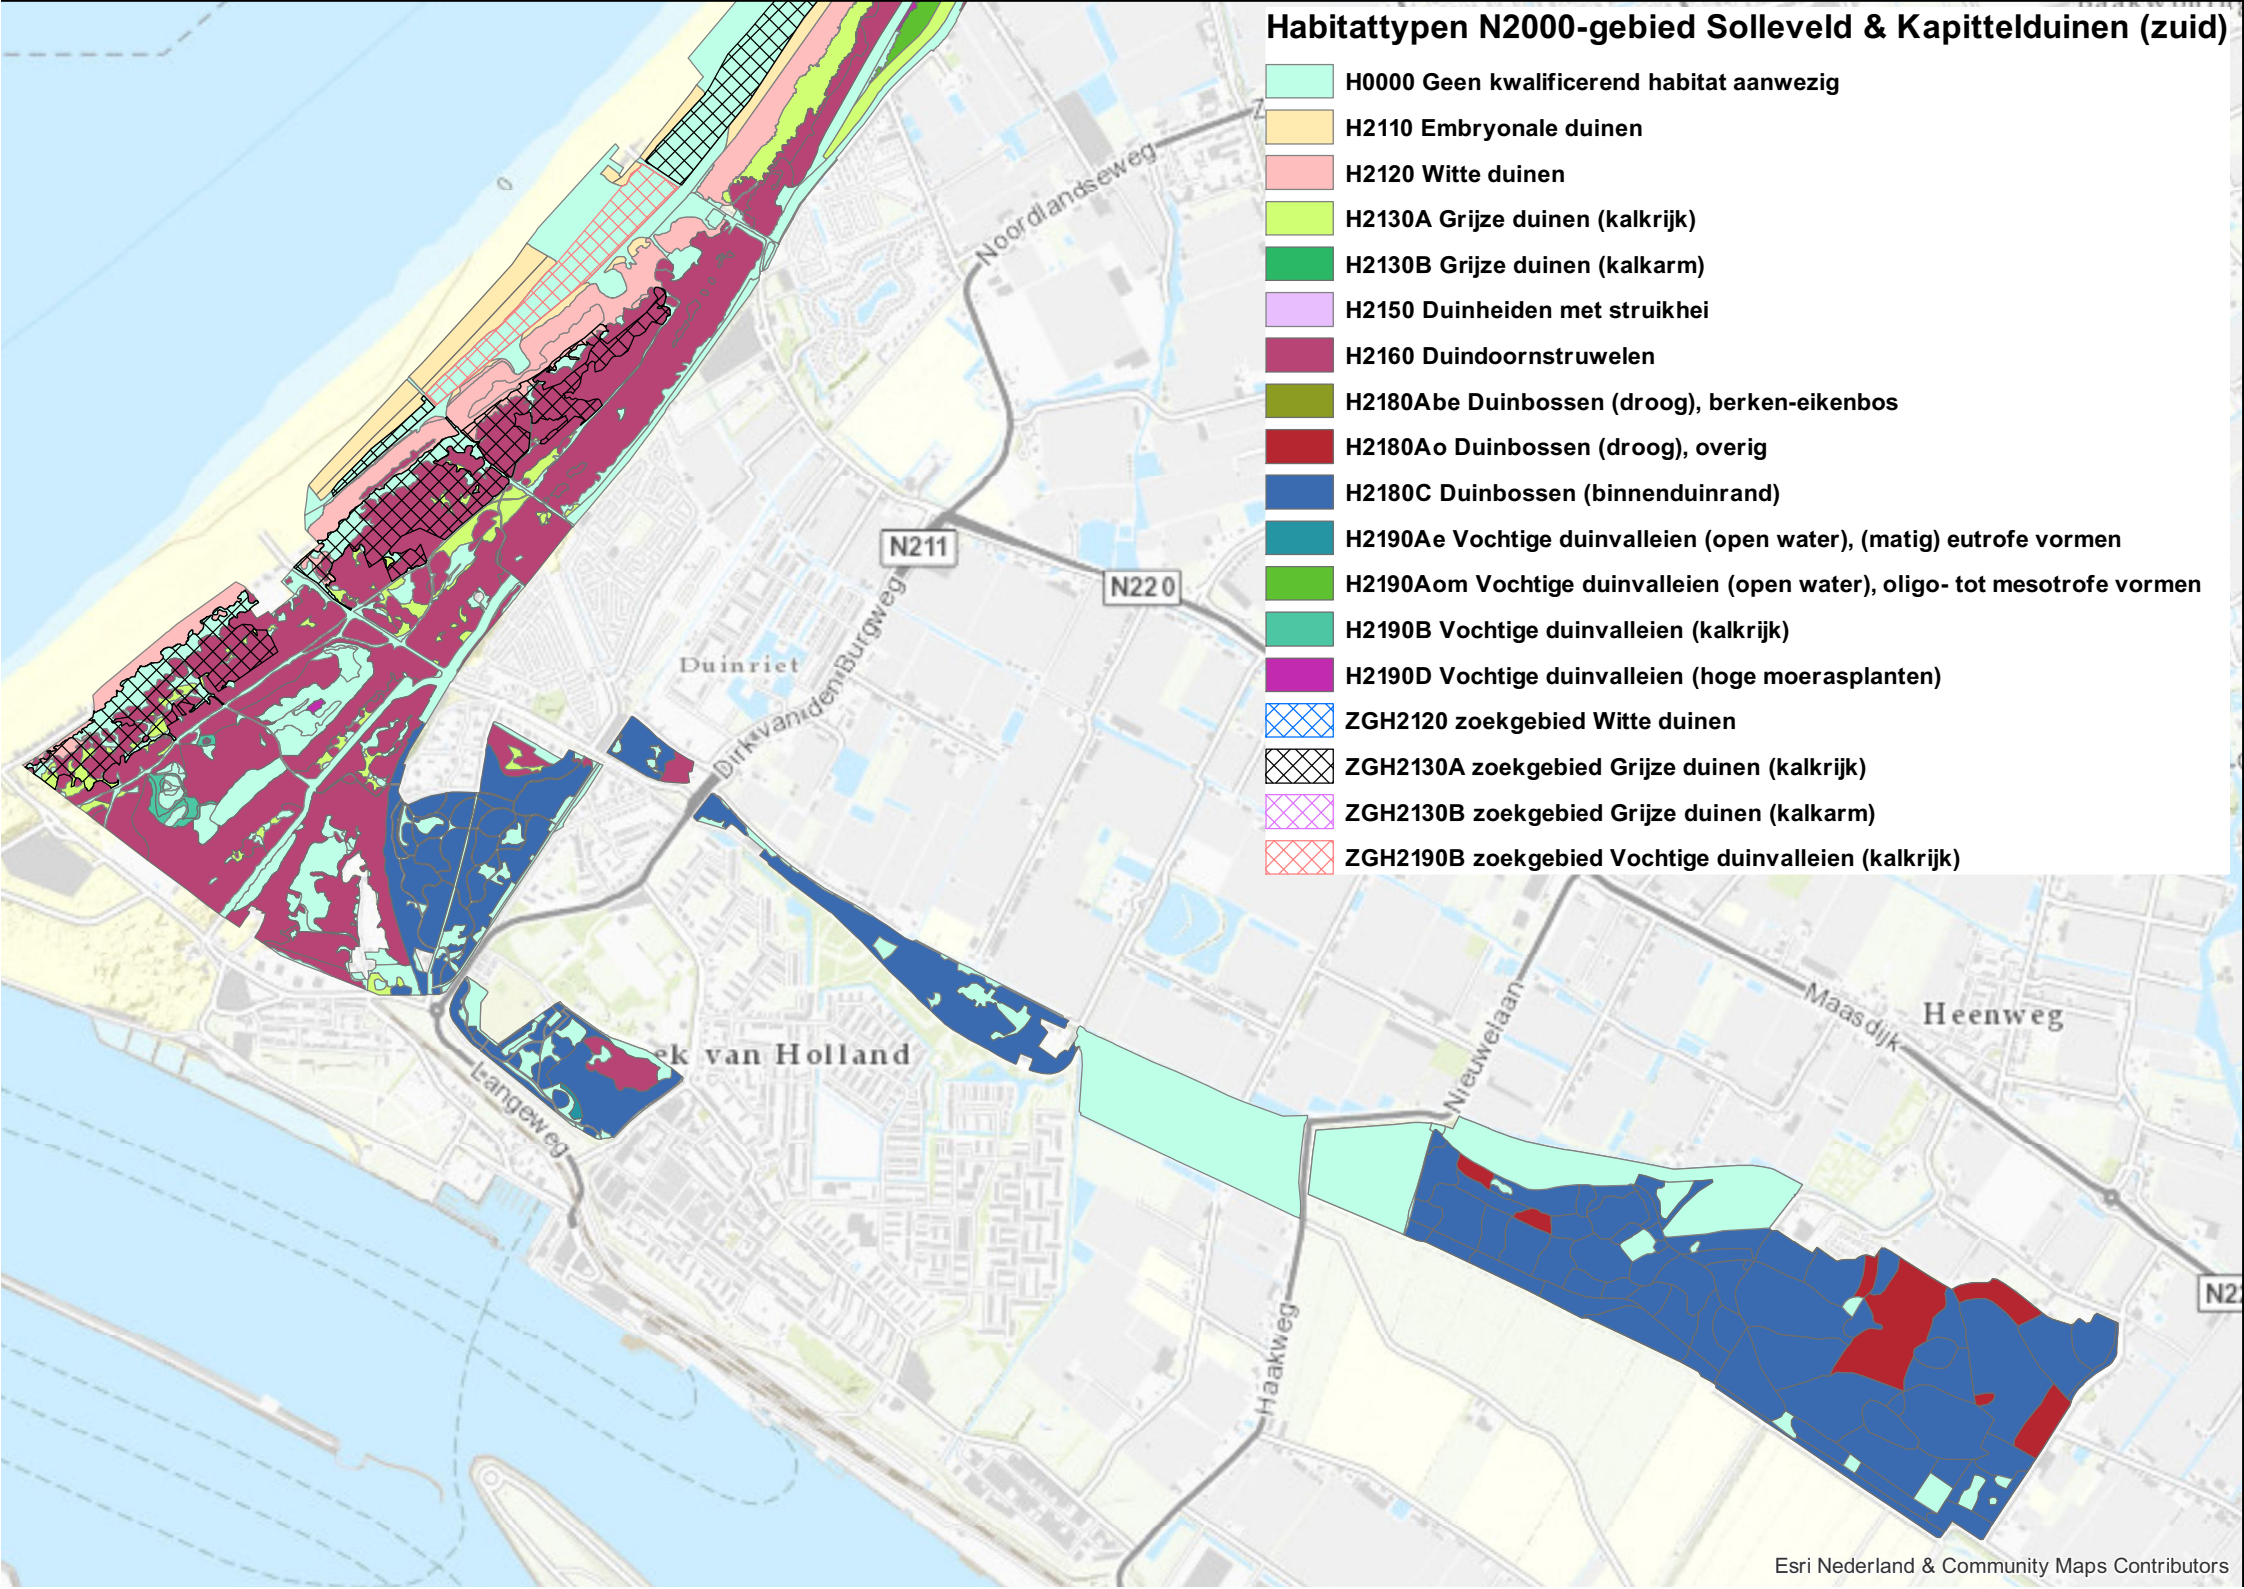 Habitattypen N2000-gebied Solleveld & Kapittelduinen (zuid)
H0000 Geen kwalificerend habitat aanwezig
H2110 Embryonale duinen
H2120 Witte duinen
H2130A Grijze duinen (kalkrijk)
H2130B Grijze duinen (kalkarm)
H2150 Duinheiden met struikhei
H2160 Duindoornstruwelen
H2180Abe Duinbossen (droog), berken-eikenbos
H2180Ao Duinbossen (droog), overig
H2180C Duinbossen (binnenduinrand)
H2190Ae Vochtige duinvalleien (open water), (matig) eutrofe vormen
H2190Aom Vochtige duinvalleien (open water), oligo- tot mesotrofe vormen
H2190B Vochtige duinvalleien (kalkrijk)
H2190D Vochtige duinvalleien (hoge moerasplanten)
ZGH2120 zoekgebied Witte duinen
ZGH2130A zoekgebied Grijze duinen (kalkrijk)
ZGH2130B zoekgebied Grijze duinen (kalkarm)
ZGH2190B zoekgebied Vochtige duinvalleien (kalkrijk)
0
Noordlandseweg
N211
N220
Duinriet
Dirk van den Burgweg
ek van Holland
Langeweg
Nieuwelaan
Maasdijk
Heenweg
Haakweg
N22
Esri Nederland & Community Maps Contributors